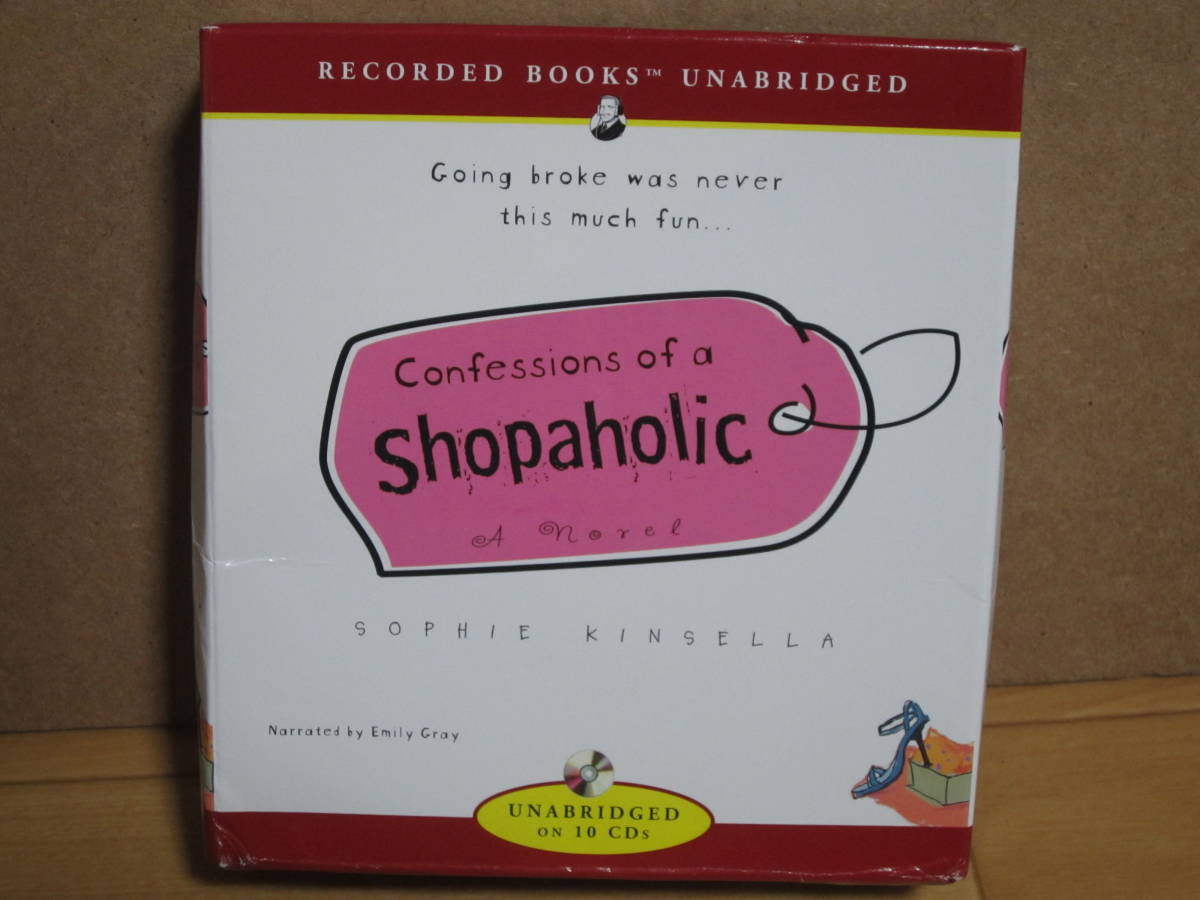 RECORDED BOOKS™ UNABRIDGED
Going broke was never
this much fun...
Confessions of a
Shopaholic
A Novel
SOPHIE KINSELLA
Narrated by Emily Gray
UNABRIDGED
ON 10 CDs